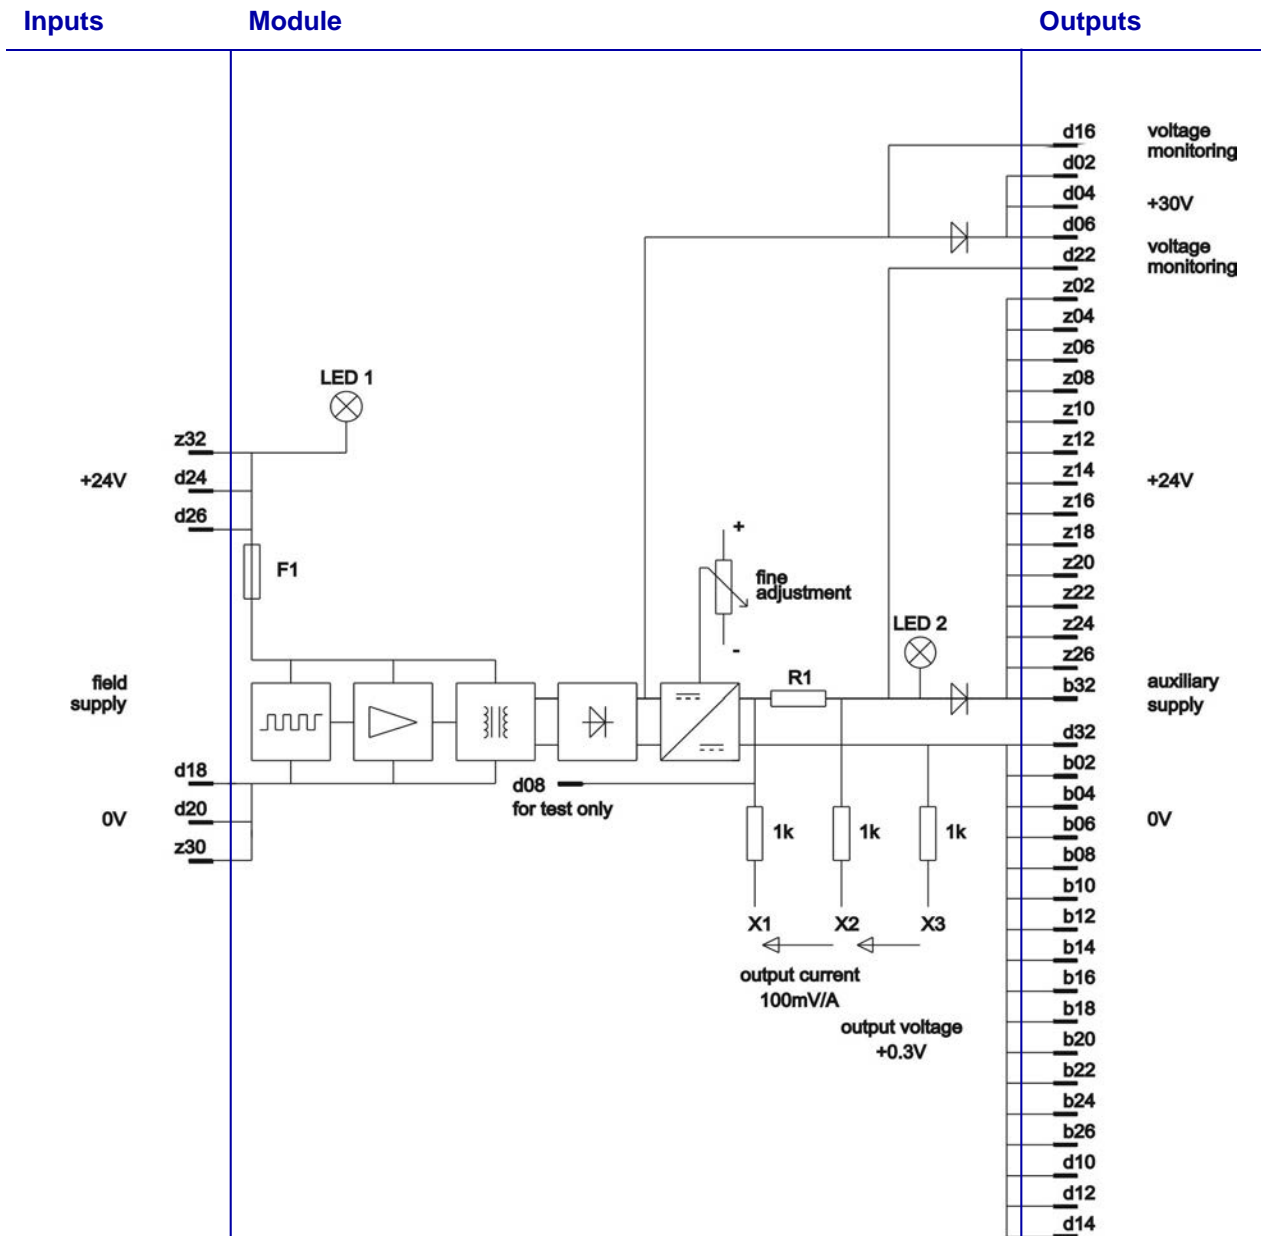 Inputs Module Outputs
d16 voltage
monitoring
d02
d04
+30V
d06
d22 voltage
monitoring
z02
z04
z06
LED 1
z08
z10
z32
z12
+24V d24 z14 +24V
d26
z16
z18
+
F1
z20
fine
adjustment
z22
LED 2
z24
-
z26
R1
field
supply
b32 auxiliary
supply
d32
d18
b02
d08
for test only
b04
0V d20
b06 0V
1k 1k 1k
z30
b08
b10
X1 X2 X3
b12
b14
output current
100mV/A
b16
b18
output voltage
+0.3V
b20
b22
b24
b26
d10
d12
d14